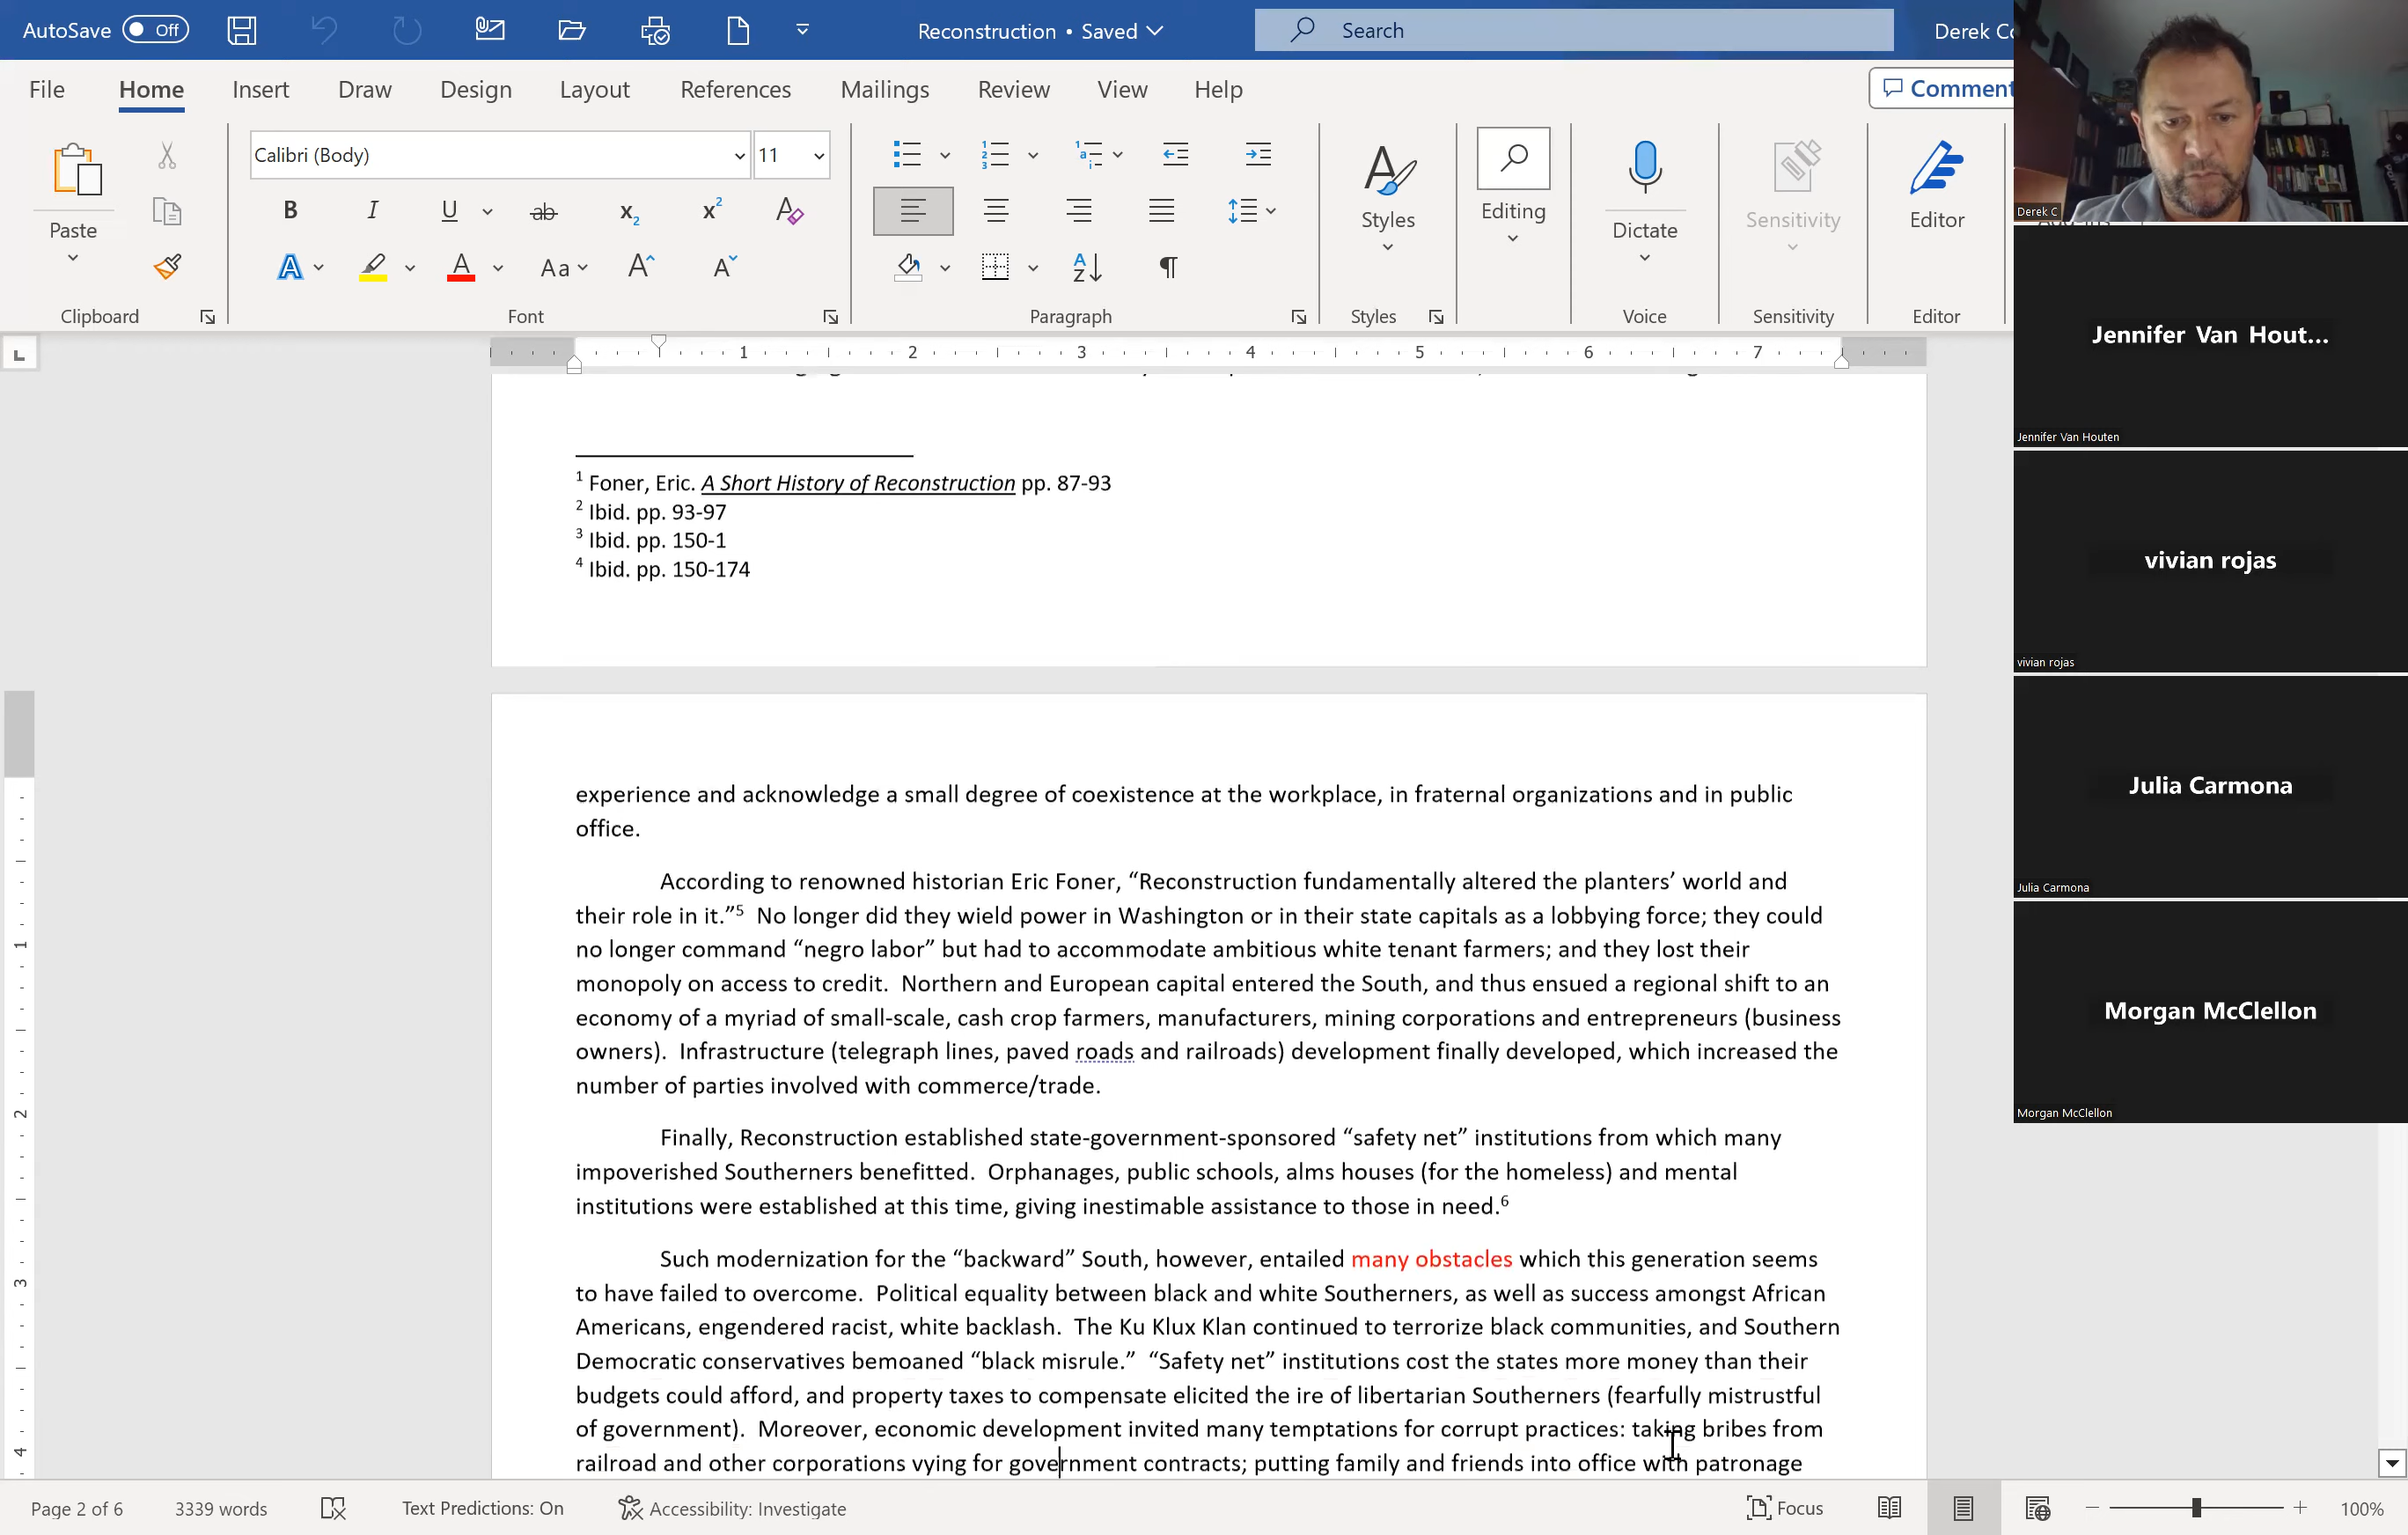 AutoSave Off Reconstruction • Saved Search Derek
File Home Insert Draw Design Layout References Mailings Review View Help Comment
Calibri (Body) 11
Paste Styles Editing Dictate Sensitivity Editor
B I U ab x2 x2 A
A A Aa A A A Z ¶
Clipboard Font Paragraph Styles Voice Sensitivity Editor
L 1 2 3 4 5 6 7
1 Foner, Eric. A Short History of Reconstruction pp. 87-93
2 Ibid. pp. 93-97
3 Ibid. pp. 150-1
4 Ibid. pp. 150-174
experience and acknowledge a small degree of coexistence at the workplace, in fraternal organizations and in public
office.
According to renowned historian Eric Foner, “Reconstruction fundamentally altered the planters’ world and
their role in it.”5 No longer did they wield power in Washington or in their state capitals as a lobbying force; they could
no longer command “negro labor” but had to accommodate ambitious white tenant farmers; and they lost their
monopoly on access to credit. Northern and European capital entered the South, and thus ensued a regional shift to an
economy of a myriad of small-scale, cash crop farmers, manufacturers, mining corporations and entrepreneurs (business
owners). Infrastructure (telegraph lines, paved roads and railroads) development finally developed, which increased the
number of parties involved with commerce/trade.
Finally, Reconstruction established state-government-sponsored “safety net” institutions from which many
impoverished Southerners benefitted. Orphanages, public schools, alms houses (for the homeless) and mental
institutions were established at this time, giving inestimable assistance to those in need.6
Such modernization for the “backward” South, however, entailed many obstacles which this generation seems
to have failed to overcome. Political equality between black and white Southerners, as well as success amongst African
Americans, engendered racist, white backlash. The Ku Klux Klan continued to terrorize black communities, and Southern
Democratic conservatives bemoaned “black misrule.” “Safety net” institutions cost the states more money than their
budgets could afford, and property taxes to compensate elicited the ire of libertarian Southerners (fearfully mistrustful
of government). Moreover, economic development invited many temptations for corrupt practices: taking bribes from
railroad and other corporations vying for government contracts; putting family and friends into office with patronage
1
2
3
4
Derek C
Jennifer Van Hout...
Jennifer Van Houten
vivian rojas
vivian rojas
Julia Carmona
Julia Carmona
Morgan McClellon
Morgan McClellon
Page 2 of 6 3339 words Text Predictions: On Accessibility: Investigate Focus 100%